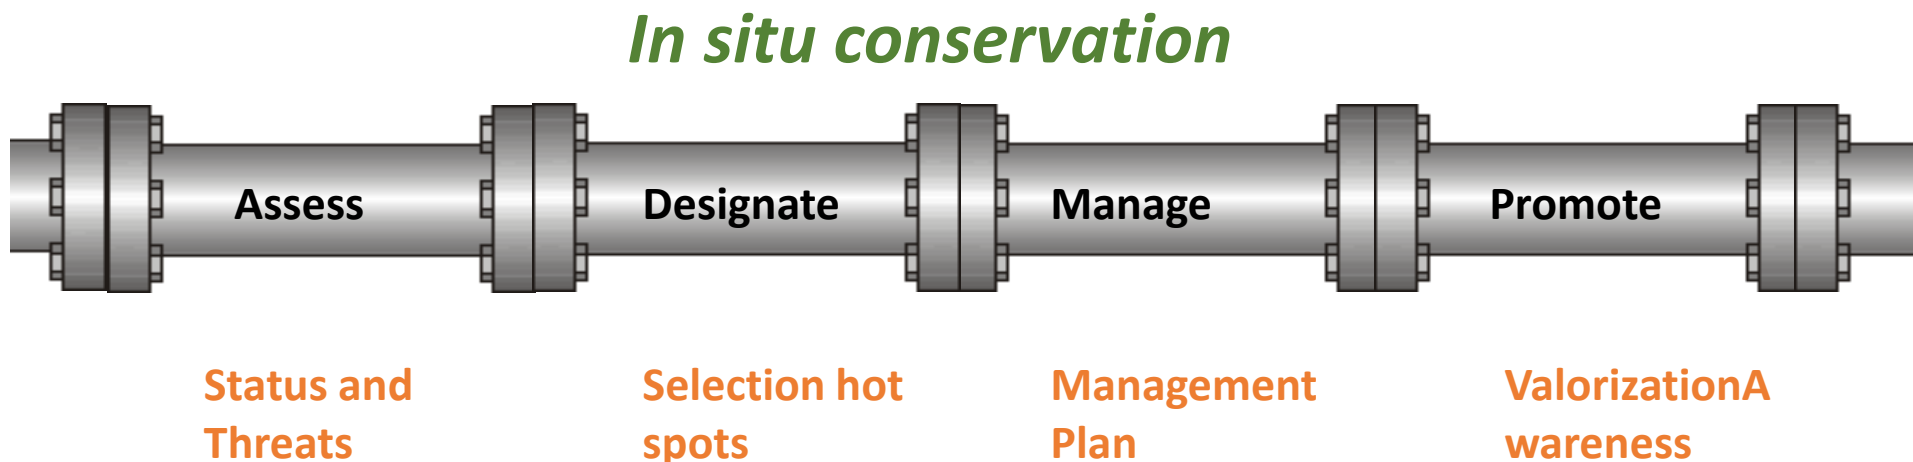 In situ conservation
Assess
Designate
Manage
Promote
Status and
Threats
Selection hot
spots
Management
Plan
ValorizationA
wareness